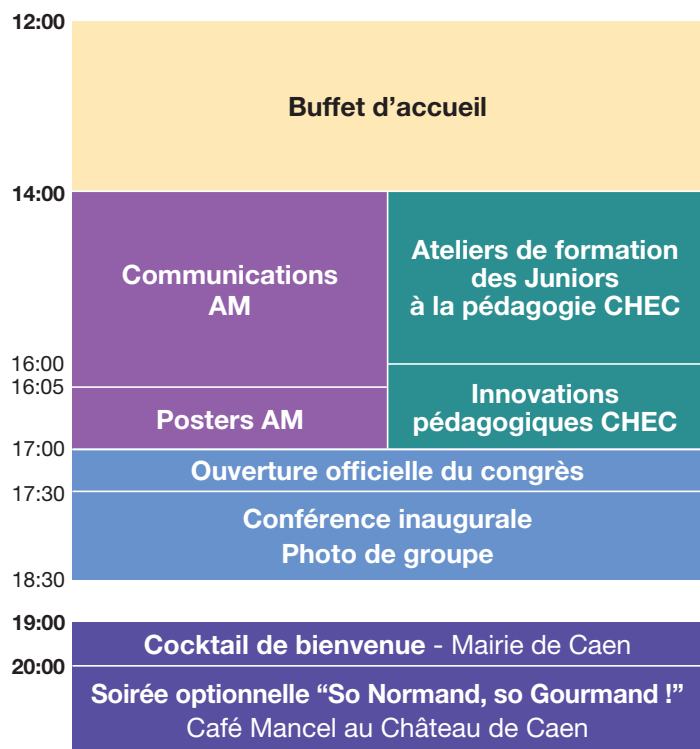 12:00
Buffet d’accueil
14:00
Communications
AM
Ateliers de formation
des Juniors
à la pédagogie CHEC
16:00
16:05
Posters AM
Innovations
pédagogiques CHEC
17:00
Ouverture officielle du congrès
17:30
Conférence inaugurale
Photo de groupe
18:30
19:00
Cocktail de bienvenue - Mairie de Caen
20:00
Soirée optionnelle “So Normand, so Gourmand !”
Café Mancel au Château de Caen